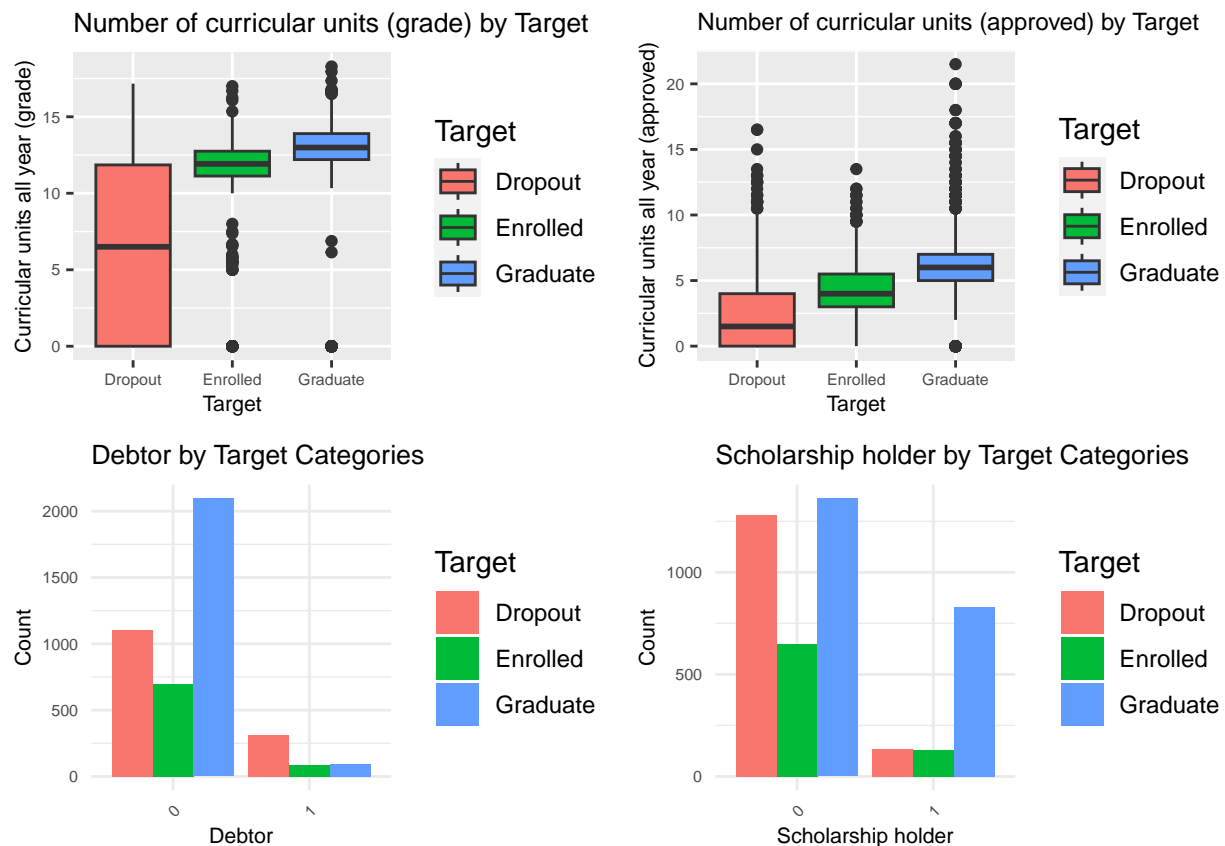 Number of curricular units (grade) by Target
Curricular units all year (grade)
15
10
5
0
Dropout
Enrolled
Graduate
Target
Target
Dropout
Enrolled
Graduate
Number of curricular units (approved) by Target
Curricular units all year (approved)
20
15
10
5
0
Dropout
Enrolled
Graduate
Target
Target
Dropout
Enrolled
Graduate
Debtor by Target Categories
Count
2000
1500
1000
500
0
0
1
Debtor
Target
Dropout
Enrolled
Graduate
Scholarship holder by Target Categories
Count
1000
500
0
0
1
Scholarship holder
Target
Dropout
Enrolled
Graduate